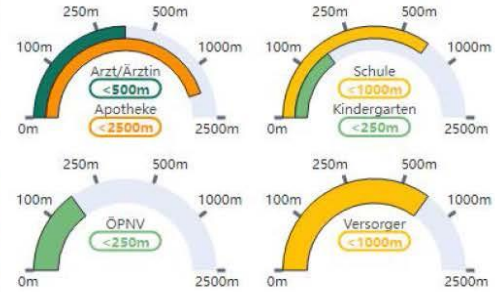 250m 500m
100m 1000m
Arzt/Ärztin
<500m
Apotheke
<2500m
0m 2500m
250m 500m
100m 1000m
Schule
<1000m
Kindergarten
<250m
0m 2500m
250m 500m
100m 1000m
ÖPNV
<250m
0m 2500m
250m 500m
100m 1000m
Versorger
<1000m
0m 2500m